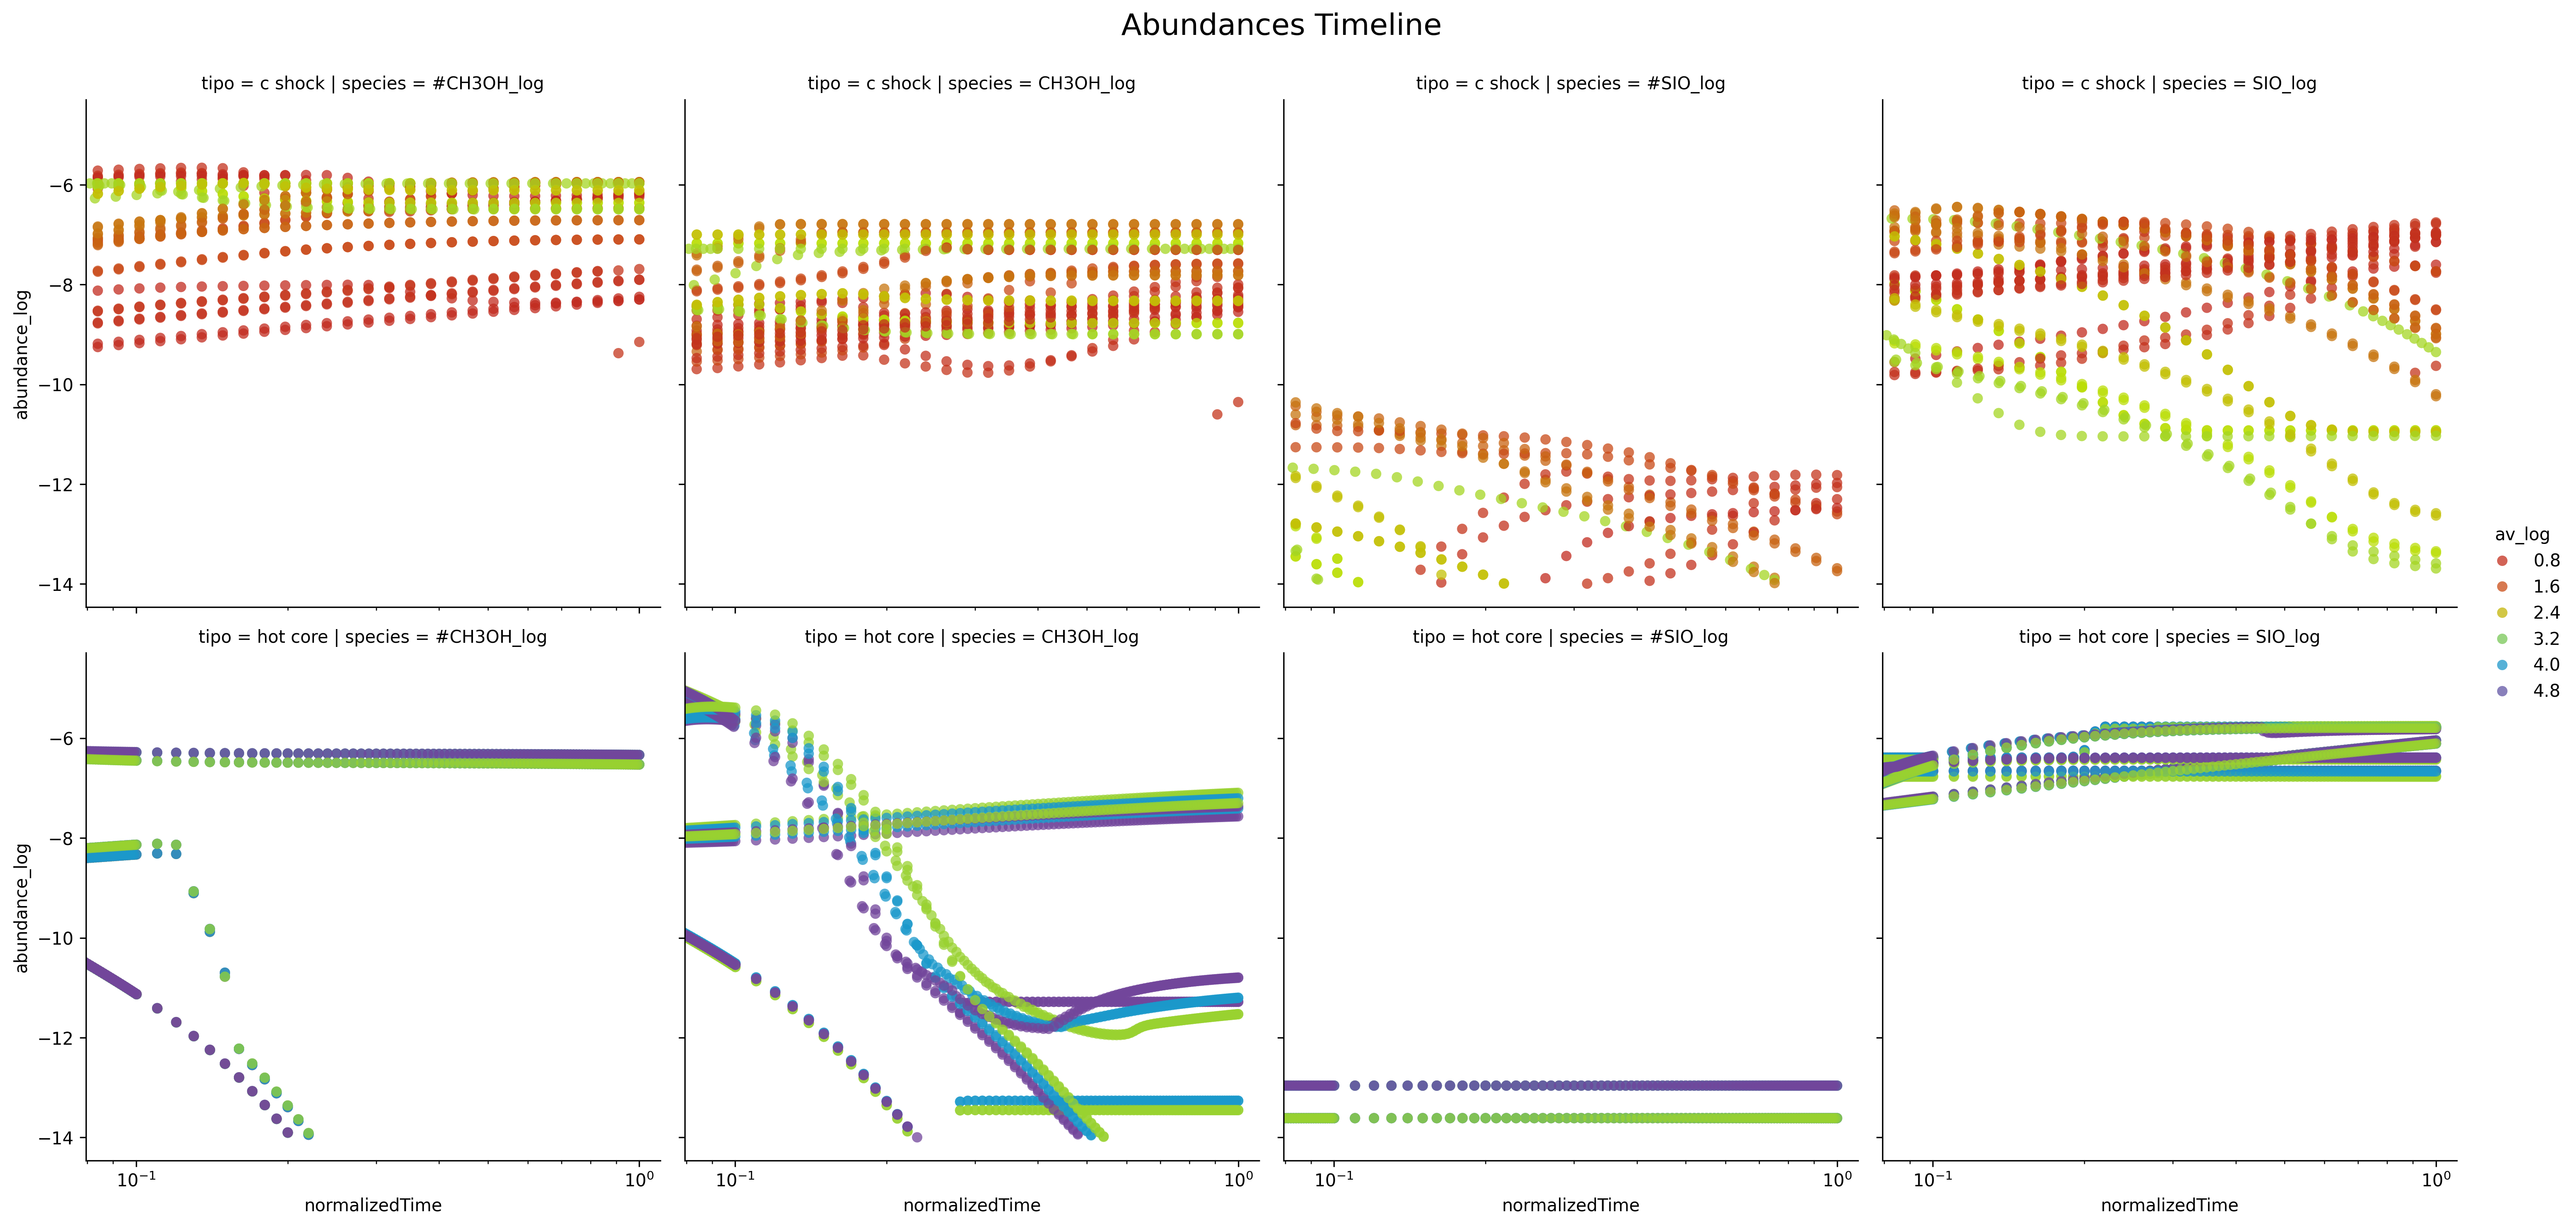 Abundances Timeline
tipo = c shock | species = #CH3OH_log
tipo = c shock | species = CH3OH_log
tipo = c shock | species = #SIO_log
tipo = c shock | species = SIO_log
abundance_log
−6
−8
−10
−12
−14
tipo = hot core | species = #CH3OH_log
tipo = hot core | species = CH3OH_log
tipo = hot core | species = #SIO_log
tipo = hot core | species = SIO_log
abundance_log
−6
−8
−10
−12
−14
10⁻¹ 10⁰
10⁻¹ 10⁰
10⁻¹ 10⁰
10⁻¹ 10⁰
normalizedTime
normalizedTime
normalizedTime
normalizedTime
av_log
0.8
1.6
2.4
3.2
4.0
4.8